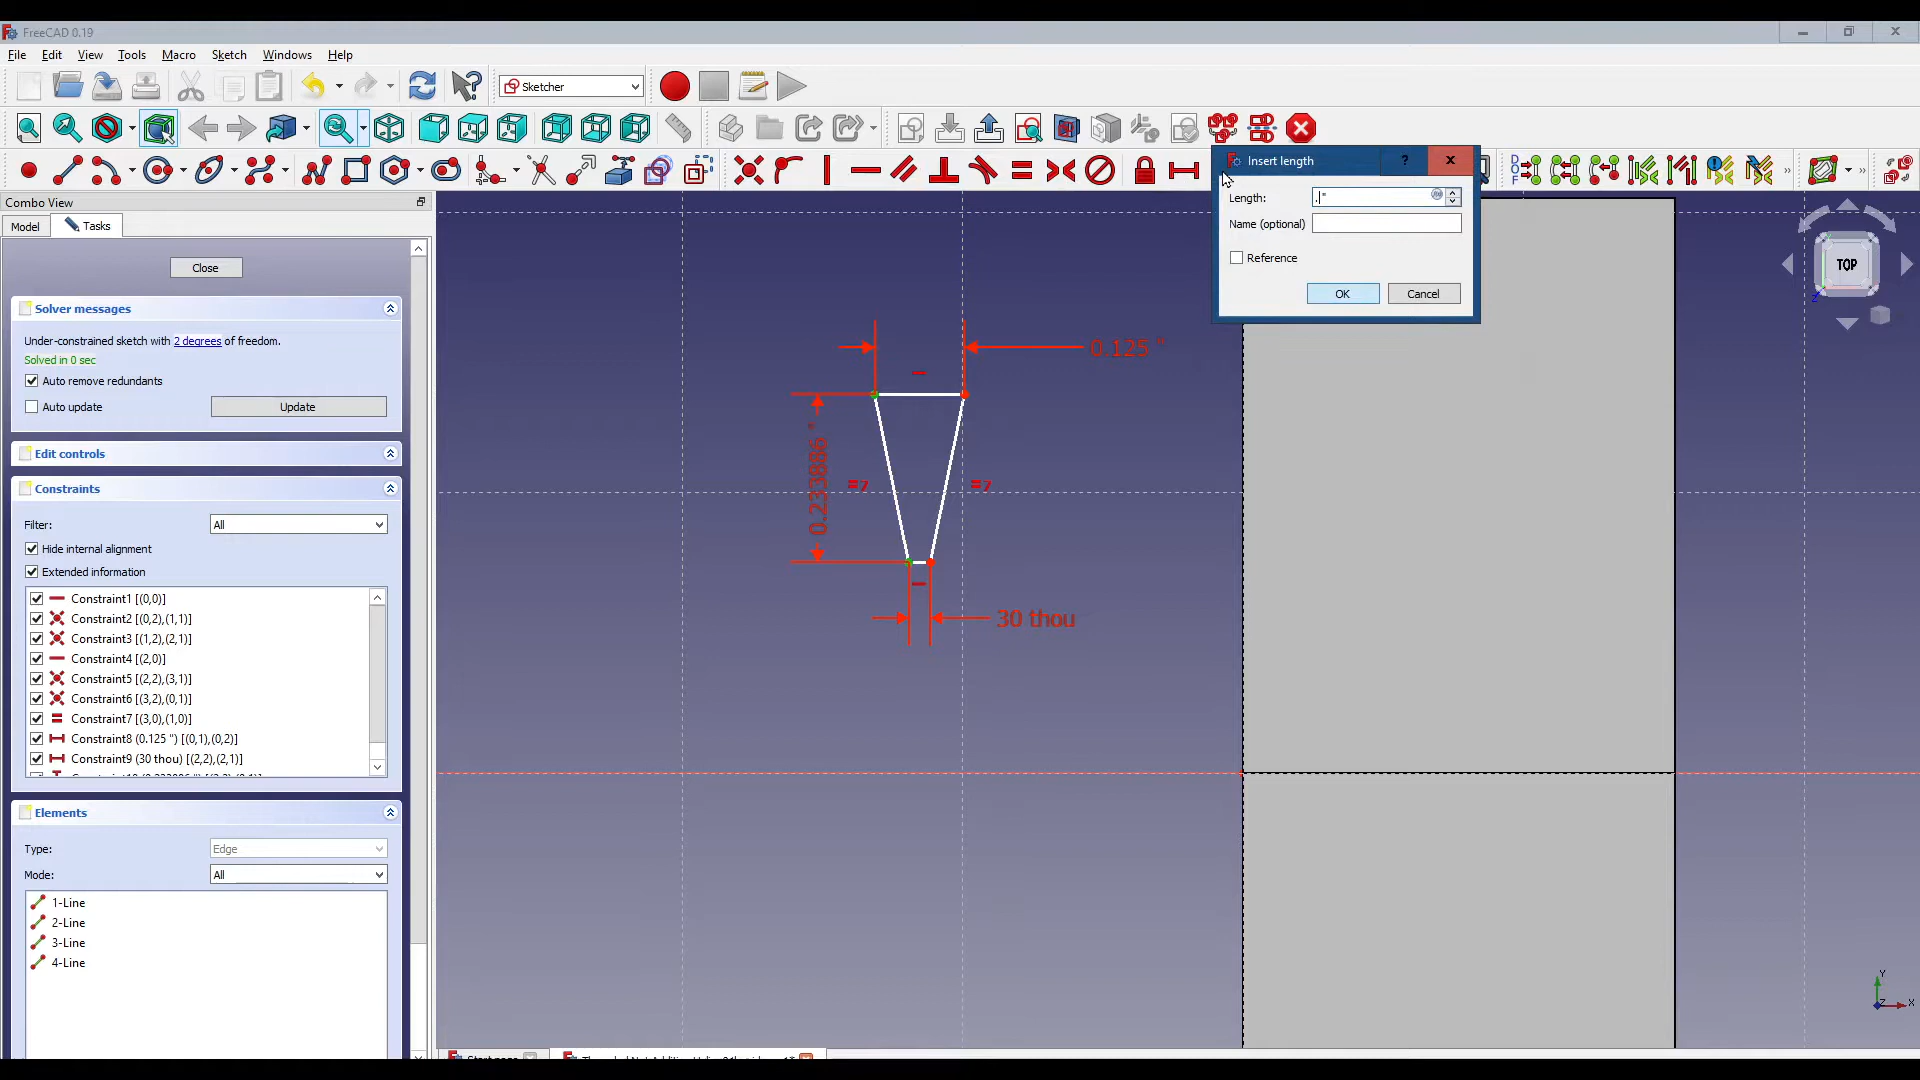 FreeCAD 0.19
File Edit View Tools Macro Sketch Windows Help
Sketcher
Combo View
Model Tasks
Close
Solver messages
Under-constrained sketch with 2 degrees of freedom.
Solved in 0 sec
Auto remove redundants
Auto update Update
Edit controls
Constraints
Filter: All
Hide internal alignment
Extended information
Constraint1 [(0,0)]
Constraint2 [(0,2),(1,1)]
Constraint3 [(1,2),(2,1)]
Constraint4 [(2,0)]
Constraint5 [(2,2),(3,1)]
Constraint6 [(3,2),(0,1)]
Constraint7 [(3,0),(1,0)]
Constraint8 (0.125 ") [(0,1),(0,2)]
Constraint9 (30 thou) [(2,2),(2,1)]
Elements
Type: Edge
Mode: All
1-Line
2-Line
3-Line
4-Line
DOF
Insert length
?
Length: ."
Name (optional)
Reference
OK Cancel
TOP
Z
0.125 "
0.233886 "
=7 =7
30 thou
Y
Z X
Start page